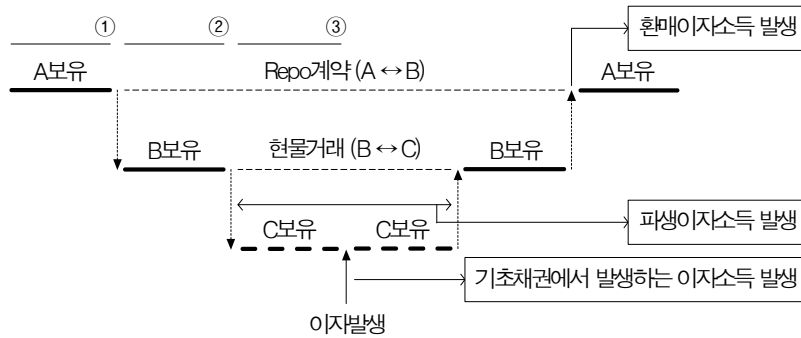 ① ② ③
환매이자소득 발생
A보유 Repo계약 (A ↔ B) A보유
B보유 현물거래 (B ↔ C) B보유
C보유 C보유 파생이자소득 발생
기초채권에서 발생하는 이자소득 발생
이자발생